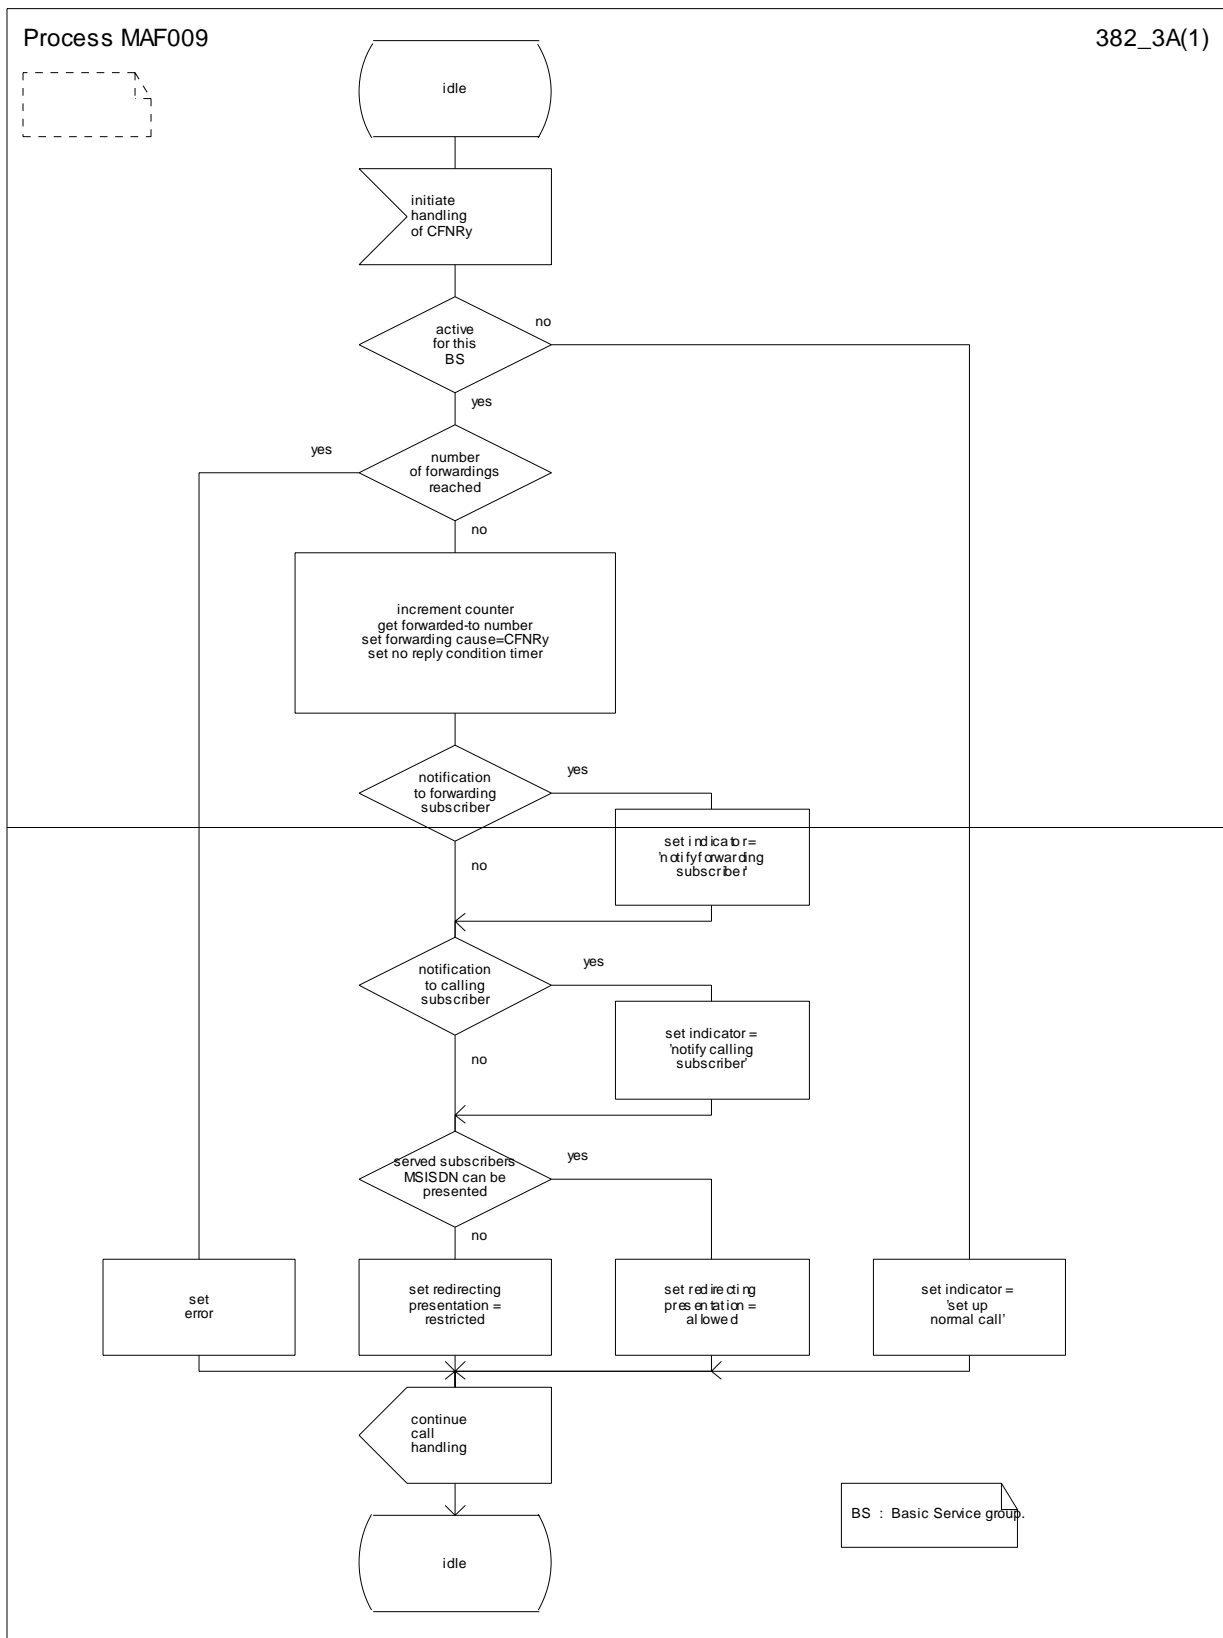 Process MAF009
382_3A(1)
idle
initiate
handling
of CFNRy
active
for this
BS
no
yes
number
of forwardings
reached
yes
no
increment counter
get forwarded-to number
set forwarding cause=CFNRy
set no reply condition timer
notification
to forwarding
subscriber
yes
no
set indicator=
'notifyforwarding
subscriber'
notification
to calling
subscriber
yes
no
set indicator =
'notify calling
subscriber'
served subscribers
MSISDN can be
presented
yes
no
set
error
set redirecting
presentation =
restricted
set redirecting
presentation =
allowed
set indicator =
'set up
normal call'
continue
call
handling
BS : Basic Service group.
idle